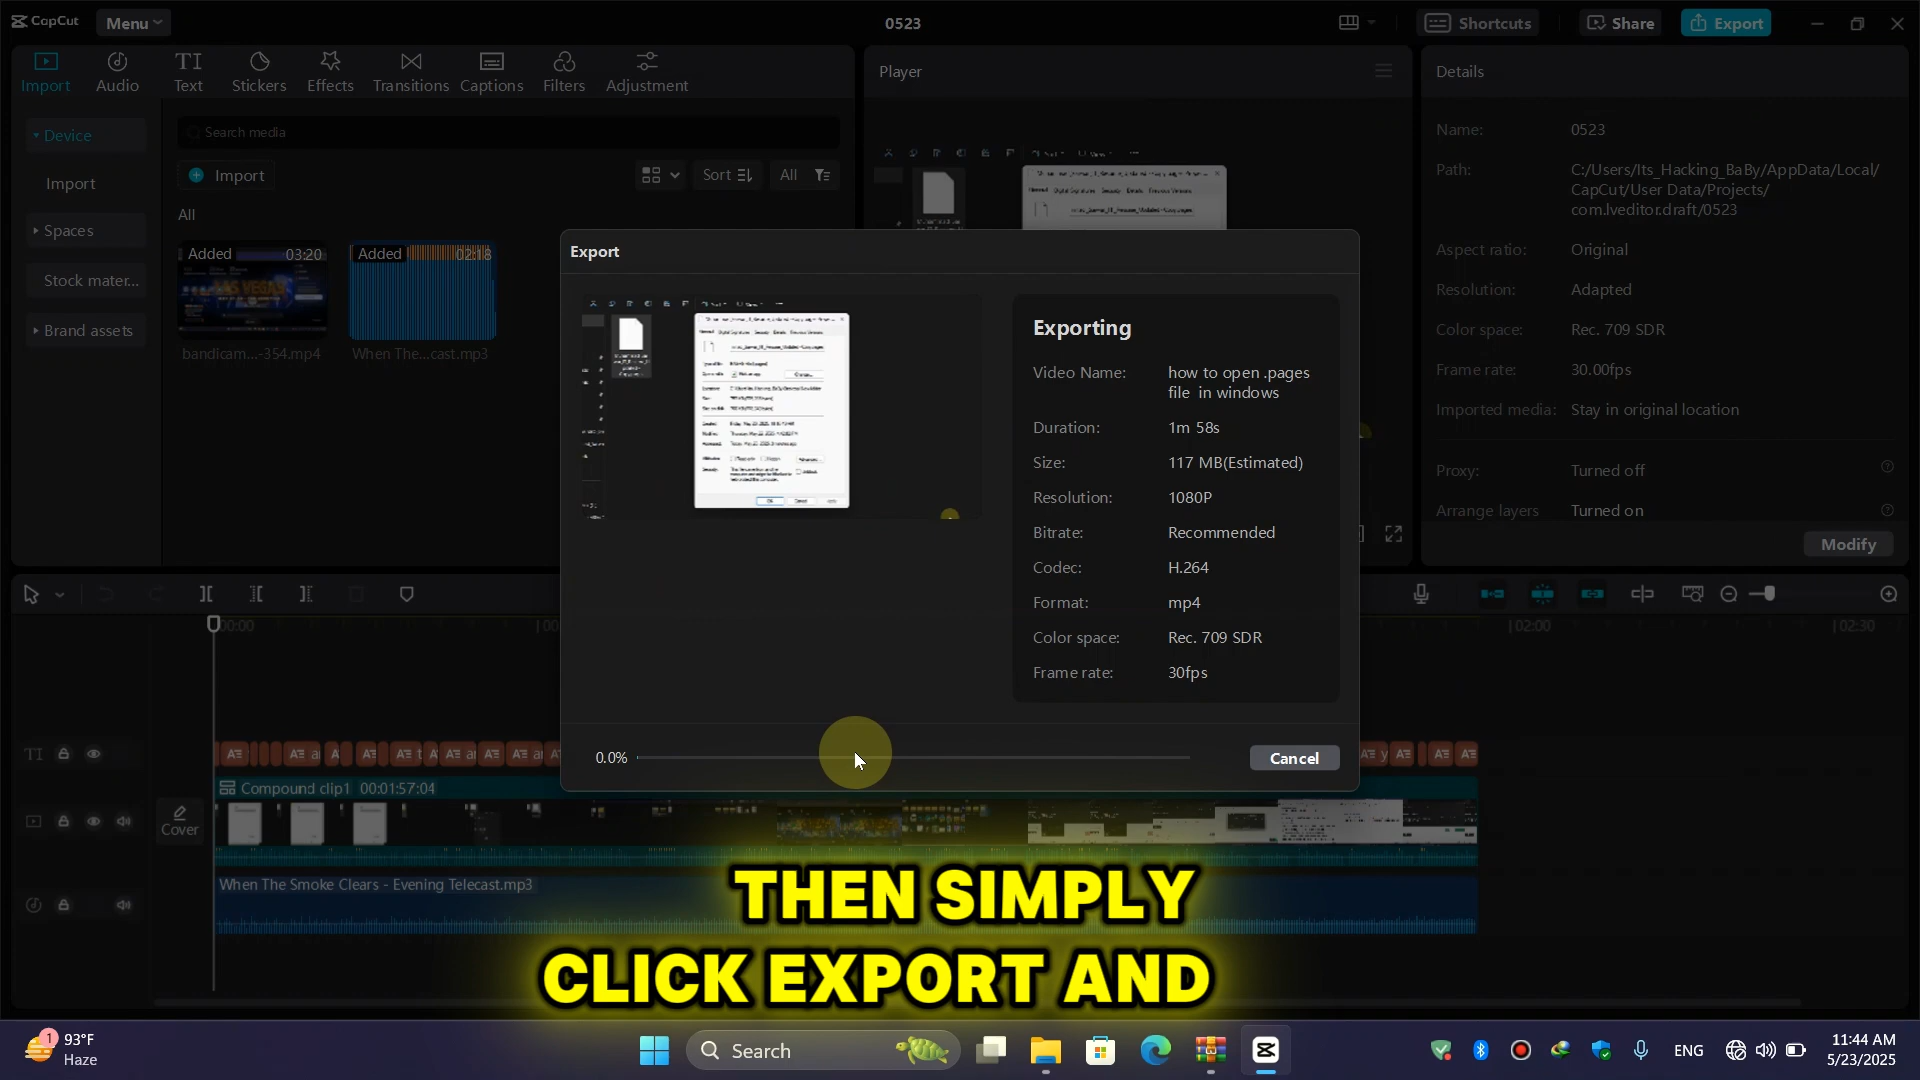 CapCut
Menu
0523
Shortcuts
Share
Export
Import
Audio
Text
Stickers
Effects
Transitions
Captions
Filters
Adjustment
Device
Import
Spaces
Stock mater...
Brand assets
Search media
Import
Sort
All
All
Added
03:20
bandicam...-354.mp4
Added
02:18
When The...cast.mp3
Player
Details
Name:
0523
Path:
C:/Users/Its_Hacking_BaBy/AppData/Local/
CapCut/User Data/Projects/
com.lveditor.draft/0523
Aspect ratio:
Original
Resolution:
Adapted
Color space:
Rec. 709 SDR
Frame rate:
30.00fps
Imported media:
Stay in original location
Proxy:
Turned off
Arrange layers
Turned on
Modify
Export
Exporting
Video Name:
how to open .pages
file in windows
Duration:
1m 58s
Size:
117 MB(Estimated)
Resolution:
1080P
Bitrate:
Recommended
Codec:
H.264
Format:
mp4
Color space:
Rec. 709 SDR
Frame rate:
30fps
0.0%
Cancel
00:00
02:00
02:30
Cover
Compound clip1 00:01:57:04
When The Smoke Clears - Evening Telecast.mp3
THEN SIMPLY
CLICK EXPORT AND
1
93°F
Haze
Search
ENG
11:44 AM
5/23/2025